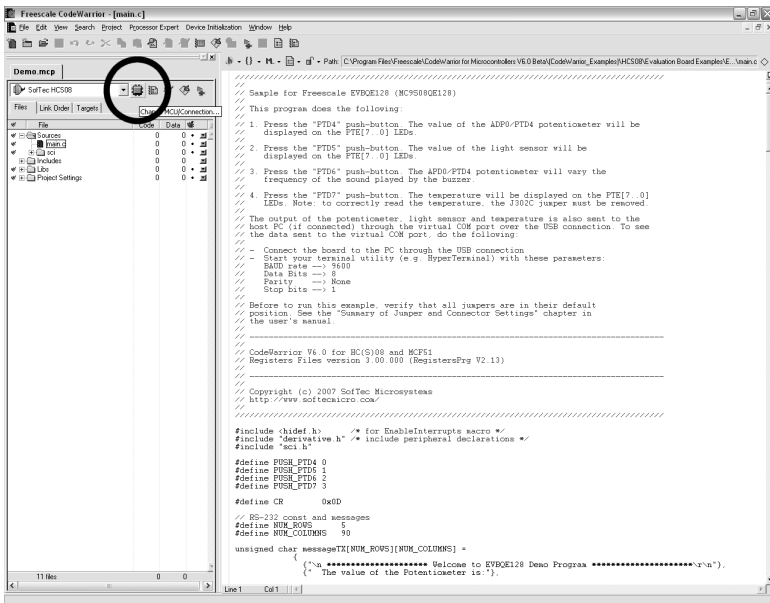 Freescale CodeWarrior - [main.c]
File Edit View Search Project Processor Expert Device Initialization Window Help
Path: C:\Program Files\Freescale\CodeWarrior for Microcontrollers V6.0 Beta\(CodeWarrior_Examples)\HCS08\Evaluation Board Examples\E...\main.c
Demo.mcp
SofTec HCS08
Change MCU/Connection...
Files Link Order Targets
File Code Data
Sources 0 0
main.c 0 0
sci 0 0
Includes 0 0
Libs 0 0
Project Settings 0 0
11 files 0 0
////////////////////////////////////////////////////////////////
//
// Sample for Freescale EVBQE128 (MC9S08QE128)
//
// This program does the following:
//
// 1. Press the "PTD4" push-button. The value of the ADP0/PTD4 potentiometer will be
// displayed on the PTE[7..0] LEDs.
//
// 2. Press the "PTD5" push-button. The value of the light sensor will be
// displayed on the PTE[7..0] LEDs.
//
// 3. Press the "PTD6" push-button. The APD0/PTD4 potentiometer will vary the
// frequency of the sound played by the buzzer.
//
// 4. Press the "PTD7" push-button. The temperature will be displayed on the PTE[7..0]
// LEDs. Note: to correctly read the temperature, the J302C jumper must be removed.
//
// The output of the potentiometer, light sensor and temperature is also sent to the
// host PC (if connected) through the virtual COM port over the USB connection. To see
// the data sent to the virtual COM port, do the following:
//
// - Connect the board to the PC through the USB connection
// - Start your terminal utility (e.g. HyperTerminal) with these parameters:
// BAUD rate --> 9600
// Data Bits --> 8
// Parity --> None
// Stop bits --> 1
//
// Before to run this example, verify that all jumpers are in their default
// position. See the "Summary of Jumper and Connector Settings" chapter in
// the user's manual.
//
// ----------------------------------------------------------------
//
// CodeWarrior V6.0 for HC(S)08 and MCF51
// Registers Files version 3.00.000 (RegistersPrg V2.13)
//
// ----------------------------------------------------------------
//
// Copyright (c) 2007 SofTec Microsystems
// http://www.softecmicro.com/
//
////////////////////////////////////////////////////////////////
#include <hidef.h> /* for EnableInterrupts macro */
#include "derivative.h" /* include peripheral declarations */
#include "sci.h"
#define PUSH_PTD4 0
#define PUSH_PTD5 1
#define PUSH_PTD6 2
#define PUSH_PTD7 3
#define CR 0x0D
// RS-232 const and messages
#define NUM_ROWS 5
#define NUM_COLUMNS 90
unsigned char messageTX[NUM_ROWS][NUM_COLUMNS] =
{
{"\n ********************** Welcome to EVBQE128 Demo Program **********************\r\n"},
{" The value of the Potentiometer is:"},
Line 1 Col 1